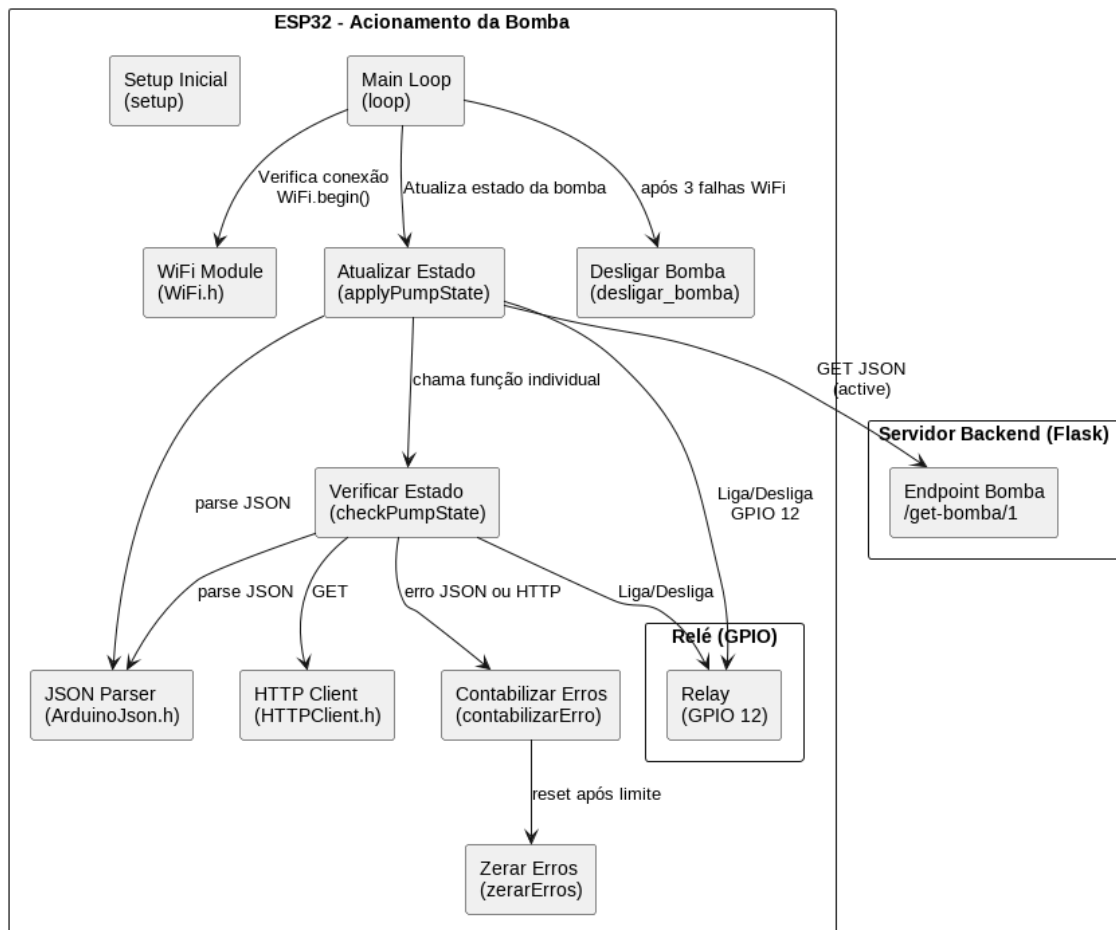 ESP32 - Acionamento da Bomba
Setup Inicial
(setup)
Main Loop
(loop)
Verifica conexão
WiFi.begin()
Atualiza estado da bomba
após 3 falhas WiFi
WiFi Module
(WiFi.h)
Atualizar Estado
(applyPumpState)
Desligar Bomba
(desligar_bomba)
chama função individual
GET JSON
(active)
Servidor Backend (Flask)
Endpoint Bomba
/get-bomba/1
Verificar Estado
(checkPumpState)
parse JSON
Liga/Desliga
GPIO 12
parse JSON
GET
erro JSON ou HTTP
Liga/Desliga
Relé (GPIO)
JSON Parser
(ArduinoJson.h)
HTTP Client
(HTTPClient.h)
Contabilizar Erros
(contabilizarErro)
Relay
(GPIO 12)
reset após limite
Zerar Erros
(zerarErros)